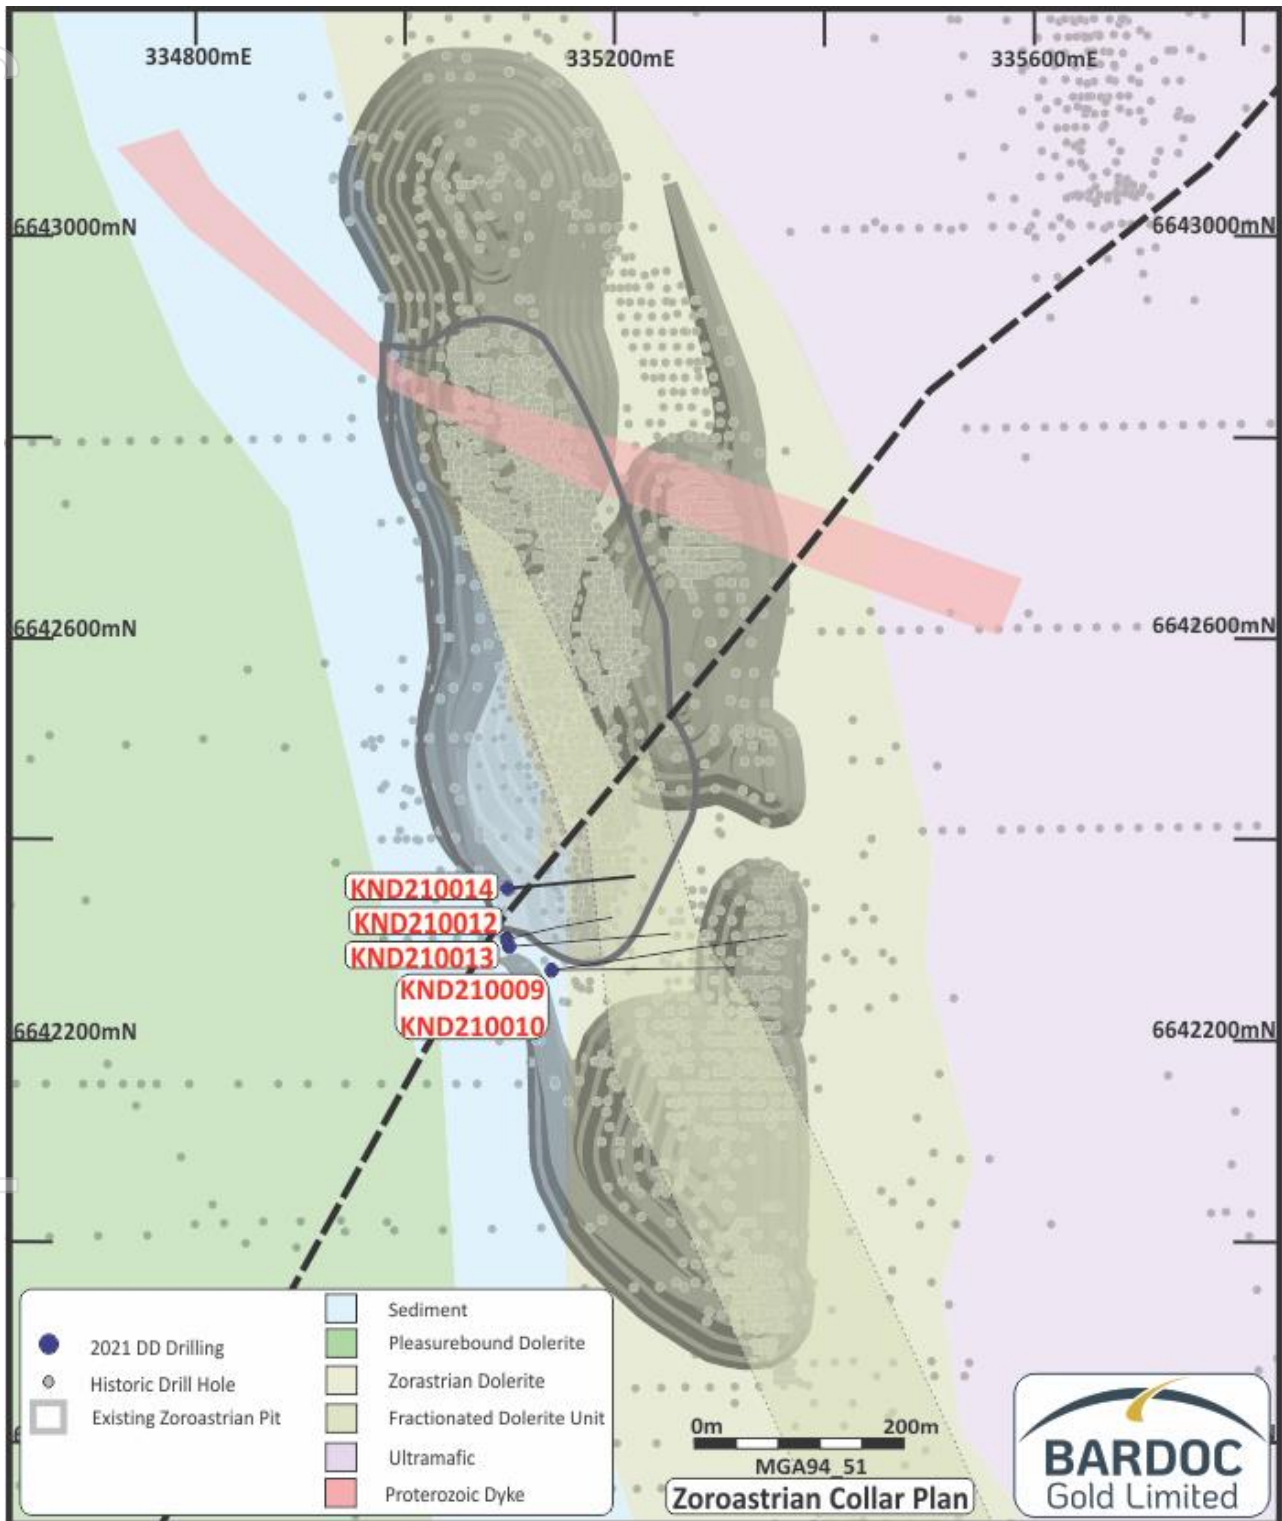 334800mE
335200mE
335600mE
6643000mN
6643000mN
6642600mN
6642600mN
KND210014
KND210012
KND210013
KND210009
KND210010
6642200mN
6642200mN
2021 DD Drilling
Historic Drill Hole
Existing Zoroastrian Pit
Sediment
Pleasurebound Dolerite
Zorastrian Dolerite
Fractionated Dolerite Unit
Ultramafic
Proterozoic Dyke
0m
200m
MGA94_51
Zoroastrian Collar Plan
BARDOC
Gold Limited